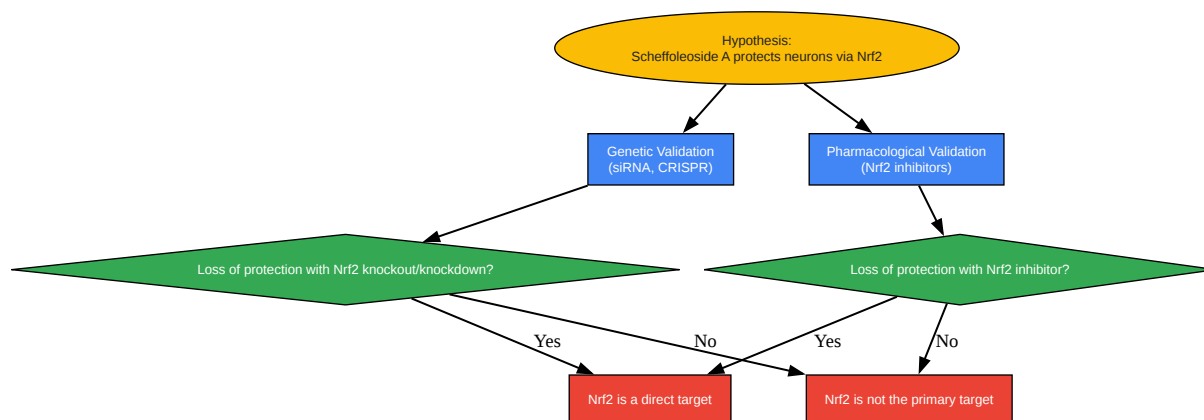 Hypothesis:
Scheffoleoside A protects neurons via Nrf2
Genetic Validation
(siRNA, CRISPR)
Pharmacological Validation
(Nrf2 inhibitors)
Loss of protection with Nrf2 knockout/knockdown?
Loss of protection with Nrf2 inhibitor?
Yes
No
Yes
No
Nrf2 is a direct target
Nrf2 is not the primary target